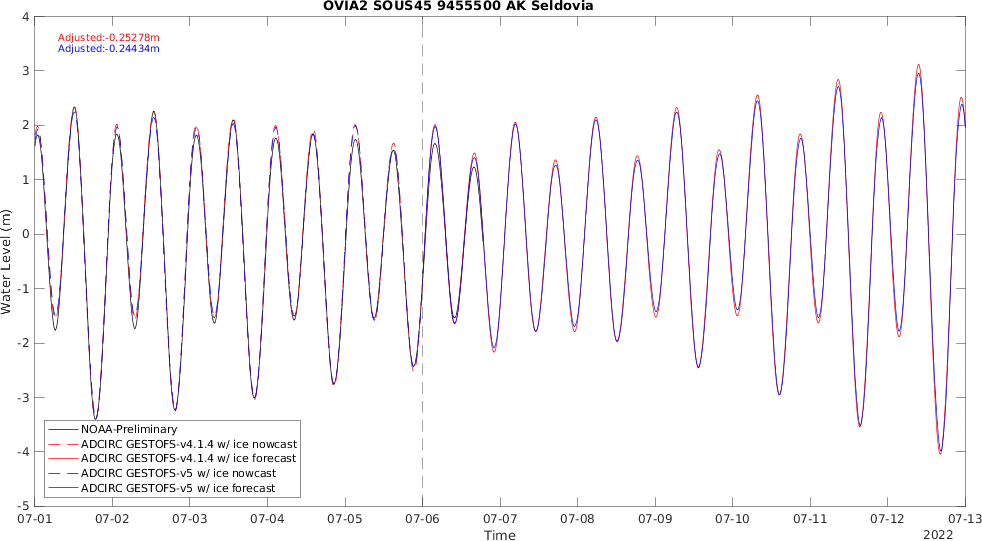 OVIA2 SOUS45 9455500 AK Seldovia
Adjusted:-0.25278m
Adjusted:-0.24434m
4
3
2
1
0
-1
-2
-3
-4
-5
Water Level (m)
NOAA-Preliminary
ADCIRC GESTOFS-v4.1.4 w/ ice nowcast
ADCIRC GESTOFS-v4.1.4 w/ ice forecast
ADCIRC GESTOFS-v5 w/ ice nowcast
ADCIRC GESTOFS-v5 w/ ice forecast
07-01 07-02 07-03 07-04 07-05 07-06 07-07 07-08 07-09 07-10 07-11 07-12 07-13
Time
2022